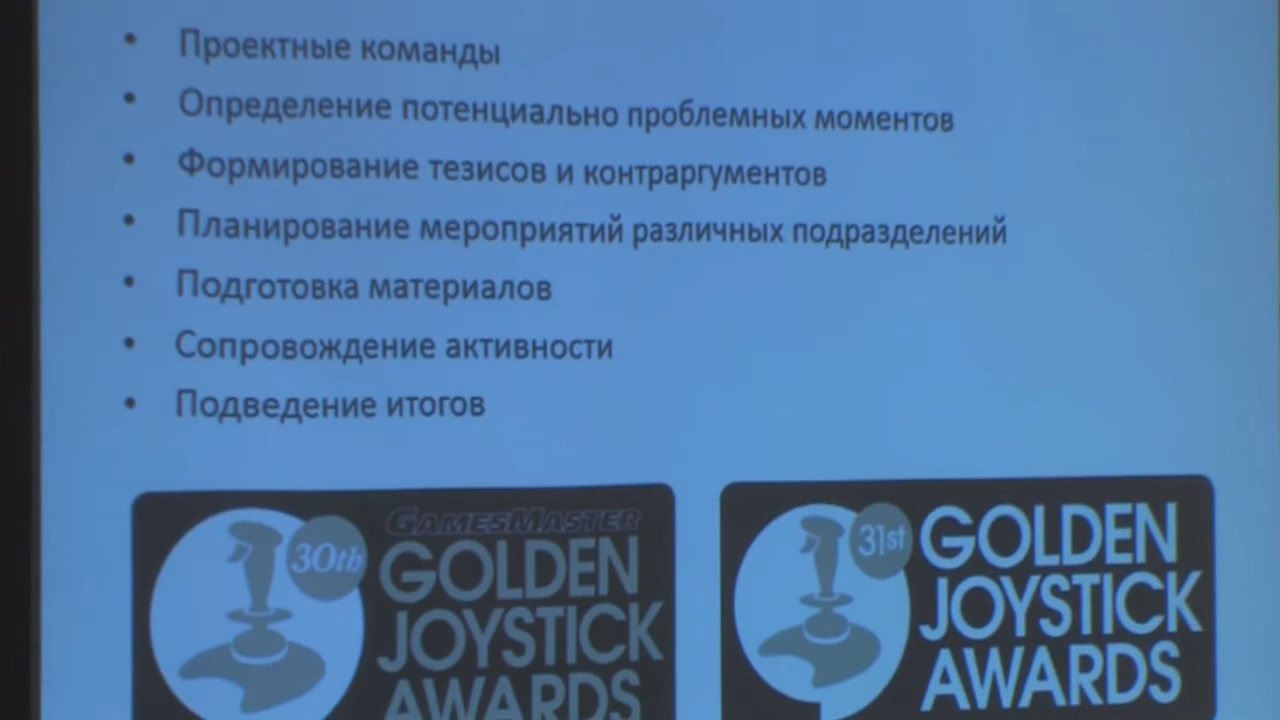 • Проектные команды
• Определение потенциально проблемных моментов
• Формирование тезисов и контраргументов
• Планирование мероприятий различных подразделений
• Подготовка материалов
• Сопровождение активности
• Подведение итогов
30th
GAMESMASTER
GOLDEN
JOYSTICK
AWARDS
31st
GOLDEN
JOYSTICK
AWARDS